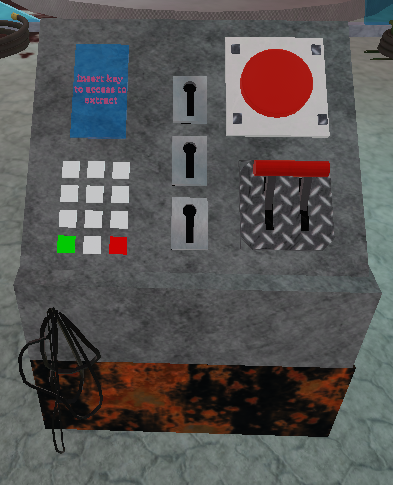 Insert key
to access to
extract